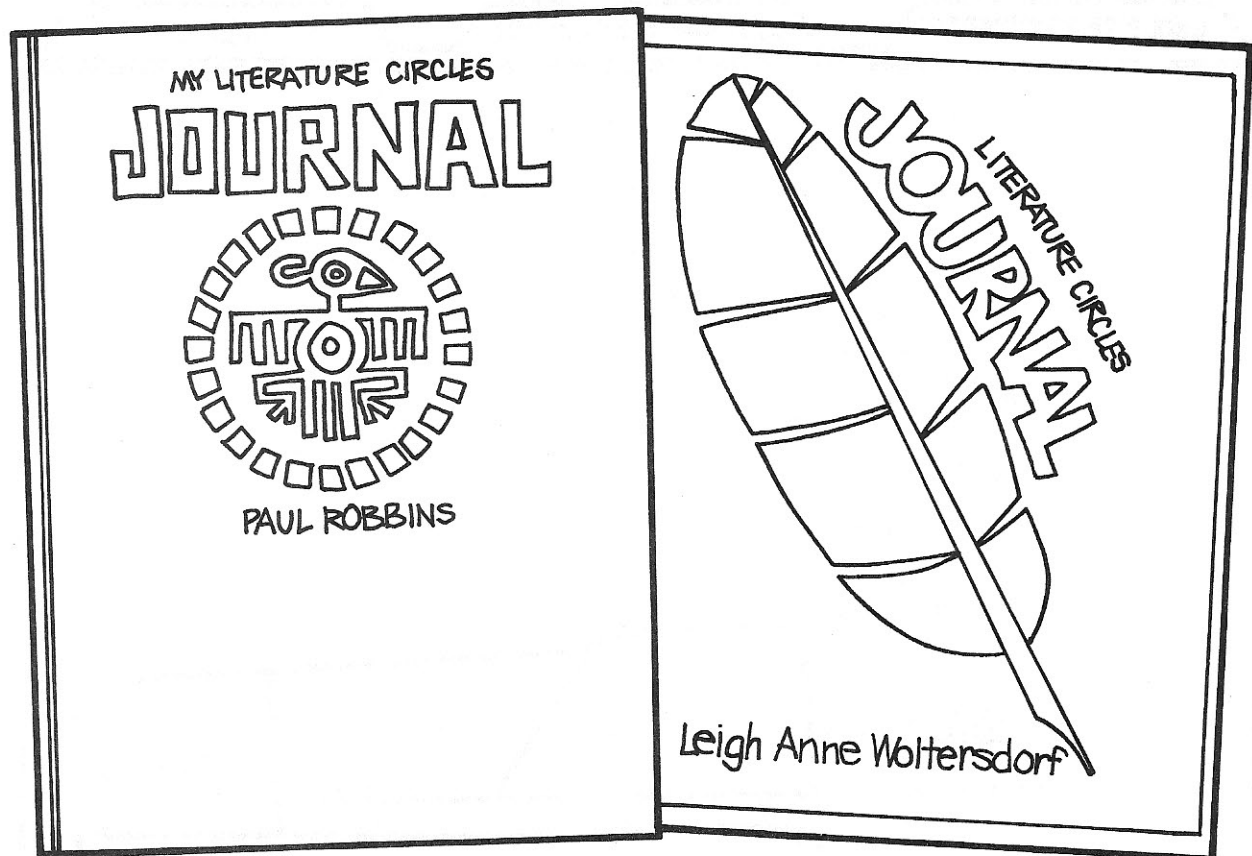 MY LITERATURE CIRCLES
JOURNAL
PAUL ROBBINS
LITERATURE CIRCLES
JOURNAL
Leigh Anne Woltersdorf